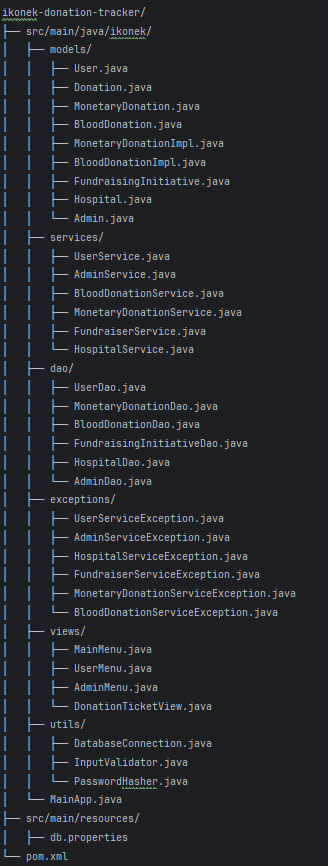 ikonek-donation-tracker/
├── src/main/java/ikonek/
│   ├── models/
│   │   ├── User.java
│   │   ├── Donation.java
│   │   ├── MonetaryDonation.java
│   │   ├── BloodDonation.java
│   │   ├── MonetaryDonationImpl.java
│   │   ├── BloodDonationImpl.java
│   │   ├── FundraisingInitiative.java
│   │   ├── Hospital.java
│   │   └── Admin.java
│   ├── services/
│   │   ├── UserService.java
│   │   ├── AdminService.java
│   │   ├── BloodDonationService.java
│   │   ├── MonetaryDonationService.java
│   │   ├── FundraiserService.java
│   │   └── HospitalService.java
│   ├── dao/
│   │   ├── UserDao.java
│   │   ├── MonetaryDonationDao.java
│   │   ├── BloodDonationDao.java
│   │   ├── FundraisingInitiativeDao.java
│   │   ├── HospitalDao.java
│   │   └── AdminDao.java
│   ├── exceptions/
│   │   ├── UserServiceException.java
│   │   ├── AdminServiceException.java
│   │   ├── HospitalServiceException.java
│   │   ├── FundraiserServiceException.java
│   │   ├── MonetaryDonationServiceException.java
│   │   └── BloodDonationServiceException.java
│   ├── views/
│   │   ├── MainMenu.java
│   │   ├── UserMenu.java
│   │   ├── AdminMenu.java
│   │   └── DonationTicketView.java
│   ├── utils/
│   │   ├── DatabaseConnection.java
│   │   ├── InputValidator.java
│   │   └── PasswordHasher.java
│   └── MainApp.java
├── src/main/resources/
│   ├── db.properties
└── pom.xml